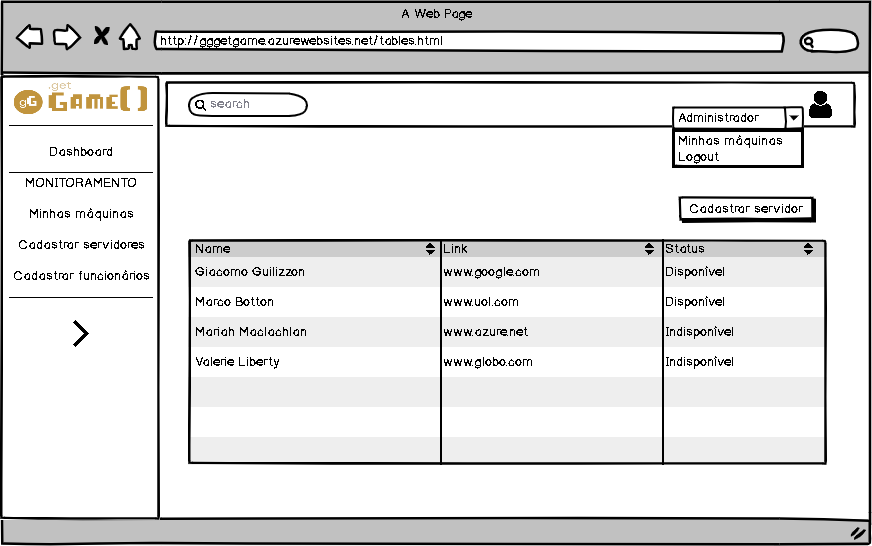 A Web Page
http://gggetgame.azurewebsites.net/tables.html
gG .get
GAME()
search
Administrador
Minhas máquinas
Logout
Dashboard
MONITORAMENTO
Minhas máquinas
Cadastrar servidores
Cadastrar funcionários
Cadastrar servidor
Name Link Status
Giacomo Guilizzon www.google.com Disponível
Marco Botton www.uol.com Disponível
Mariah Maclachlan www.azure.net Indisponível
Valerie Liberty www.globo.com Indisponível